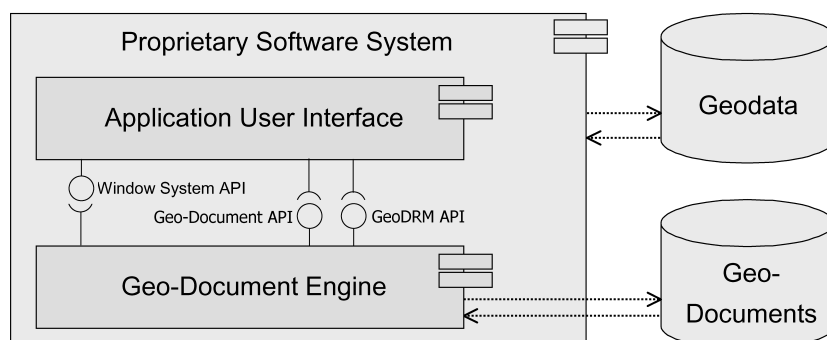 Proprietary Software System
Application User Interface
Geodata
Window System API
Geo-Document API
GeoDRM API
Geo-Document Engine
Geo-
Documents